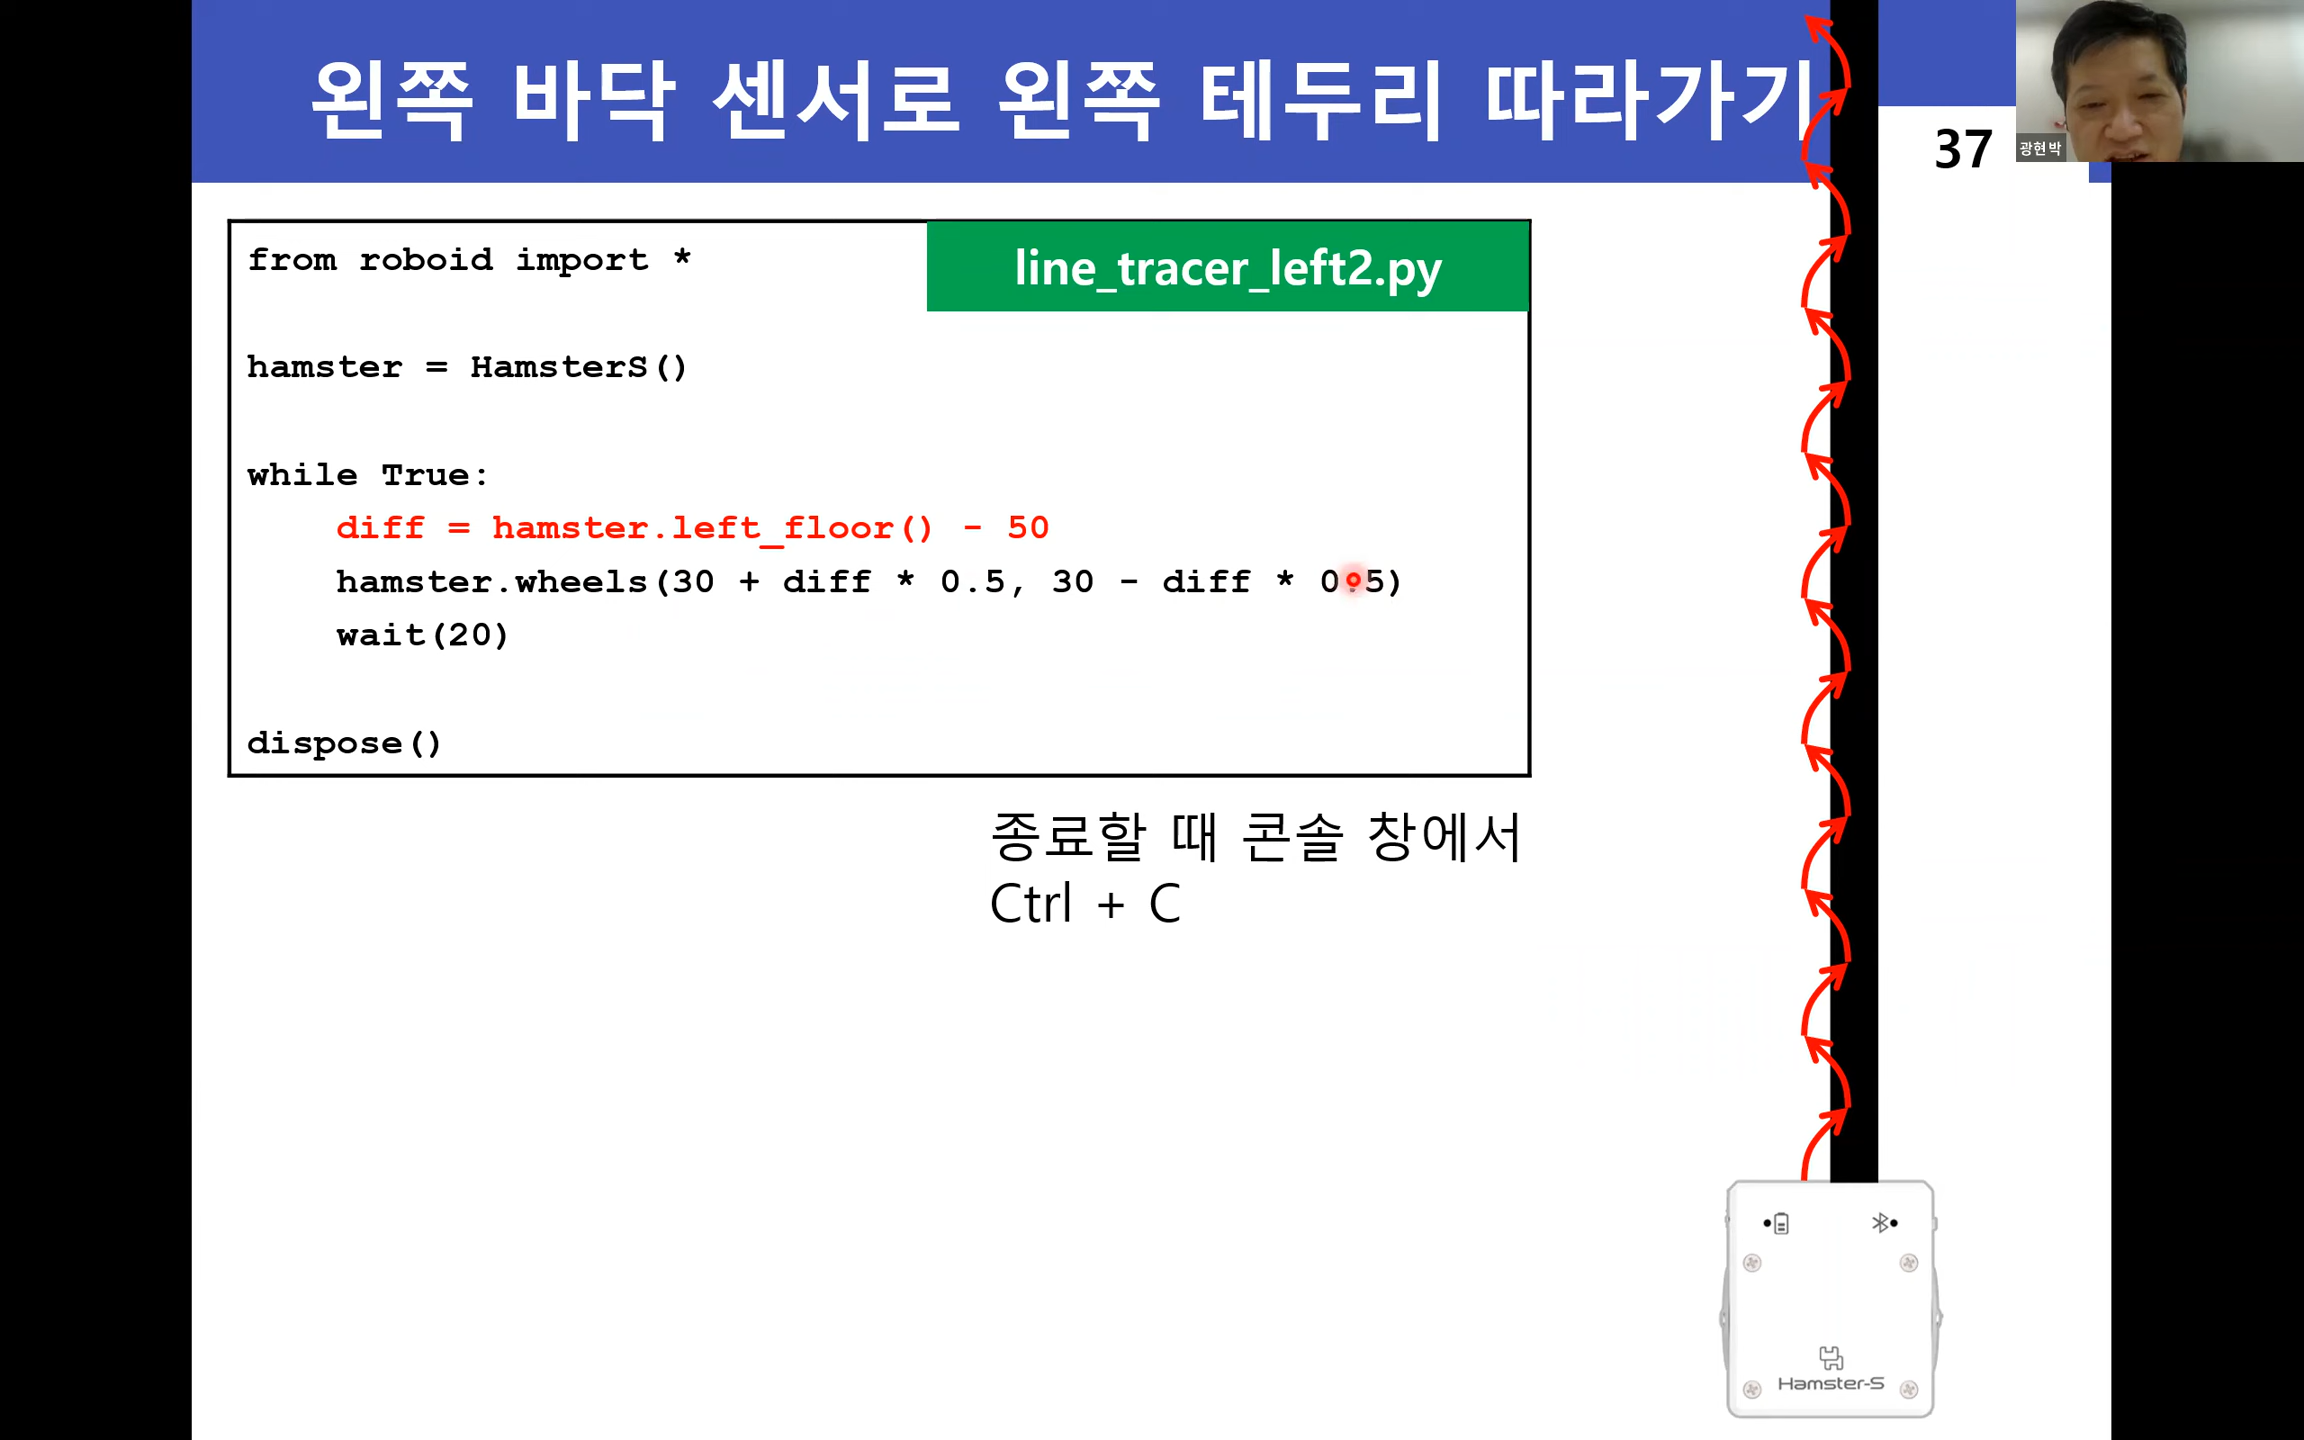 왼쪽 바닥 센서로 왼쪽 테두리 따라가기
37
광현박
line_tracer_left2.py
from roboid import *
hamster = HamsterS()
while True:
    diff = hamster.left_floor() - 50
    hamster.wheels(30 + diff * 0.5, 30 - diff * 0.5)
    wait(20)
dispose()
종료할 때 콘솔 창에서
Ctrl + C
Hamster-S